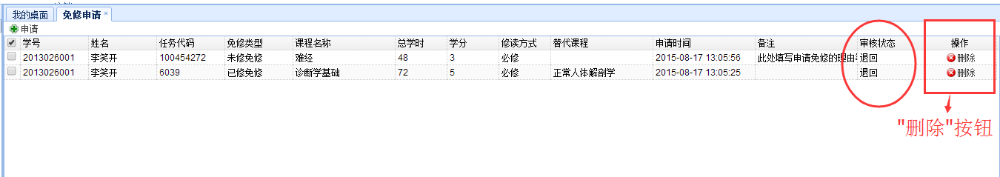 我的桌面 免修申请 ×
申请
学号 姓名 任务代码 免修类型 课程名称 总学时 学分 修读方式 替代课程 申请时间 备注 审核状态 操作
2013026001 李笑开 100454272 未修免修 难经 48 3 必修 2015-08-17 13:05:56 此处填写申请免修的理由 退回 删除
2013026001 李笑开 6039 已修免修 诊断学基础 72 5 必修 正常人体解剖学 2015-08-17 13:05:25 退回 删除
"删除"按钮